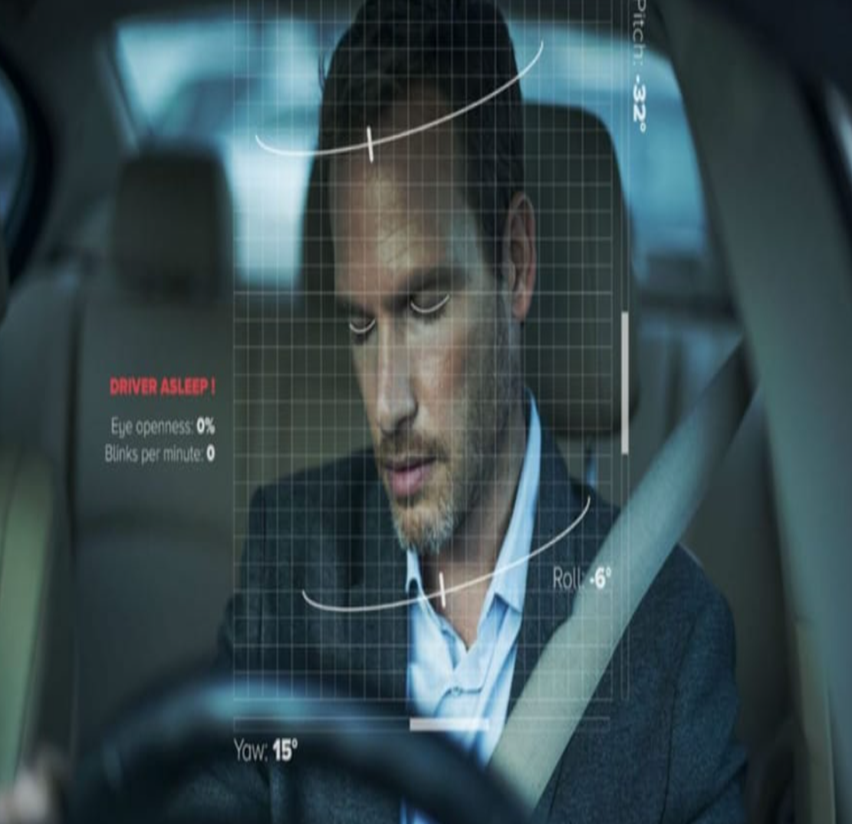 Pitch: -32°
DRIVER ASLEEP !
Eye openness: 0%
Blinks per minute: 0
Roll: -6°
Yaw: 15°